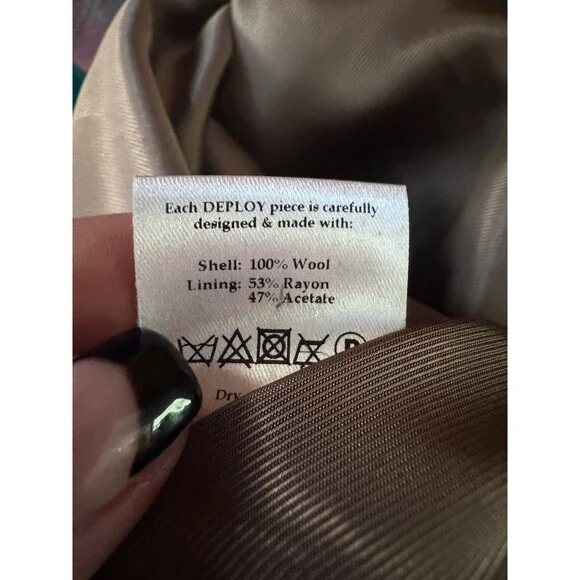 Each DEPLOY piece is carefully
designed & made with:
Shell: 100% Wool
Lining: 53% Rayon
47% Acetate
Dry